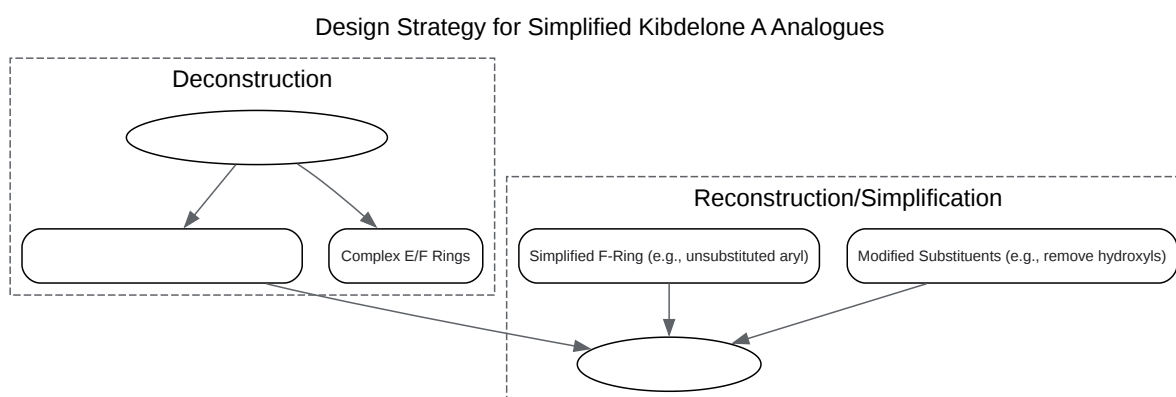 Design Strategy for Simplified Kibdelone A Analogues
Deconstruction
Reconstruction/Simplification
Complex E/F Rings
Simplified F-Ring (e.g., unsubstituted aryl)
Modified Substituents (e.g., remove hydroxyls)